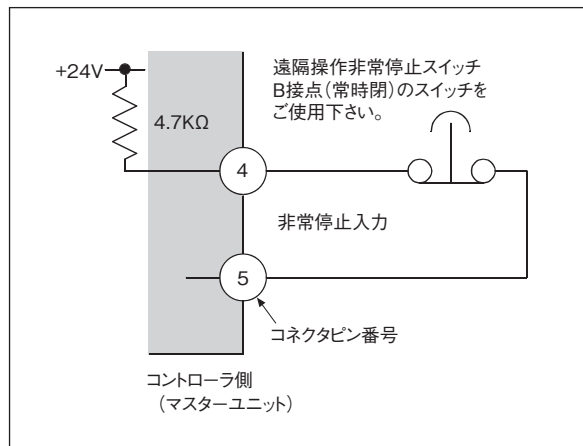 +24V
4.7KΩ
遠隔操作非常停止スイッチ
B接点(常時閉)のスイッチを
ご使用下さい。
4
非常停止入力
5
コネクタピン番号
コントローラ側
(マスターユニット)